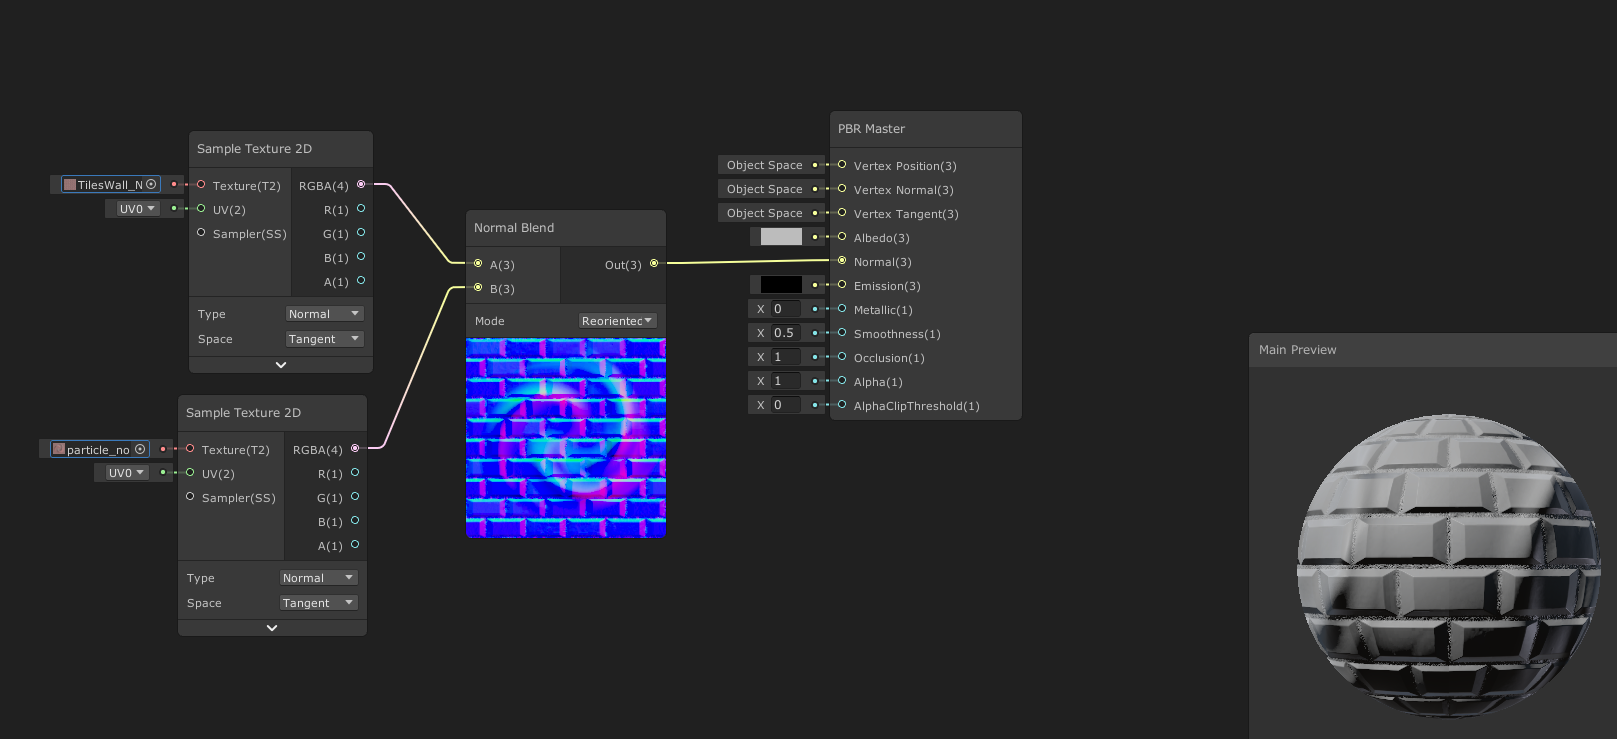 Sample Texture 2D
TilesWall_N
Texture(T2)
RGBA(4)
UV0
UV(2)
R(1)
Sampler(SS)
G(1)
B(1)
A(1)
Type
Normal
Space
Tangent
Sample Texture 2D
particle_no
Texture(T2)
RGBA(4)
UV0
UV(2)
R(1)
Sampler(SS)
G(1)
B(1)
A(1)
Type
Normal
Space
Tangent
Normal Blend
A(3)
Out(3)
B(3)
Mode
Reoriented
PBR Master
Object Space
Vertex Position(3)
Object Space
Vertex Normal(3)
Object Space
Vertex Tangent(3)
Albedo(3)
Normal(3)
Emission(3)
X 0
Metallic(1)
X 0.5
Smoothness(1)
X 1
Occlusion(1)
X 1
Alpha(1)
X 0
AlphaClipThreshold(1)
Main Preview